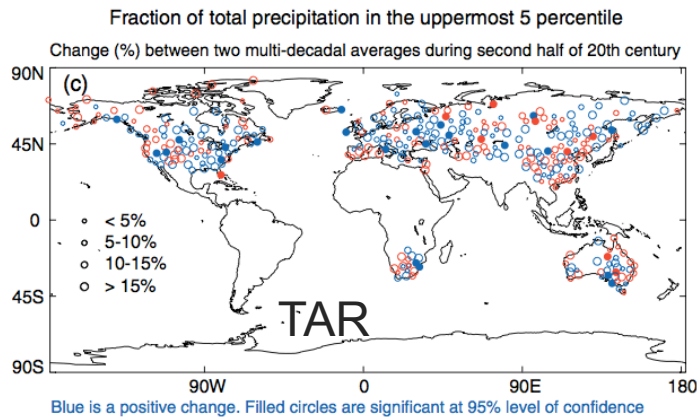 Fraction of total precipitation in the uppermost 5 percentile
Change (%) between two multi-decadal averages during second half of 20th century
90N
(c)
45N
0
< 5%
5-10%
10-15%
> 15%
45S
TAR
90S
90W
0
90E
180
Blue is a positive change. Filled circles are significant at 95% level of confidence